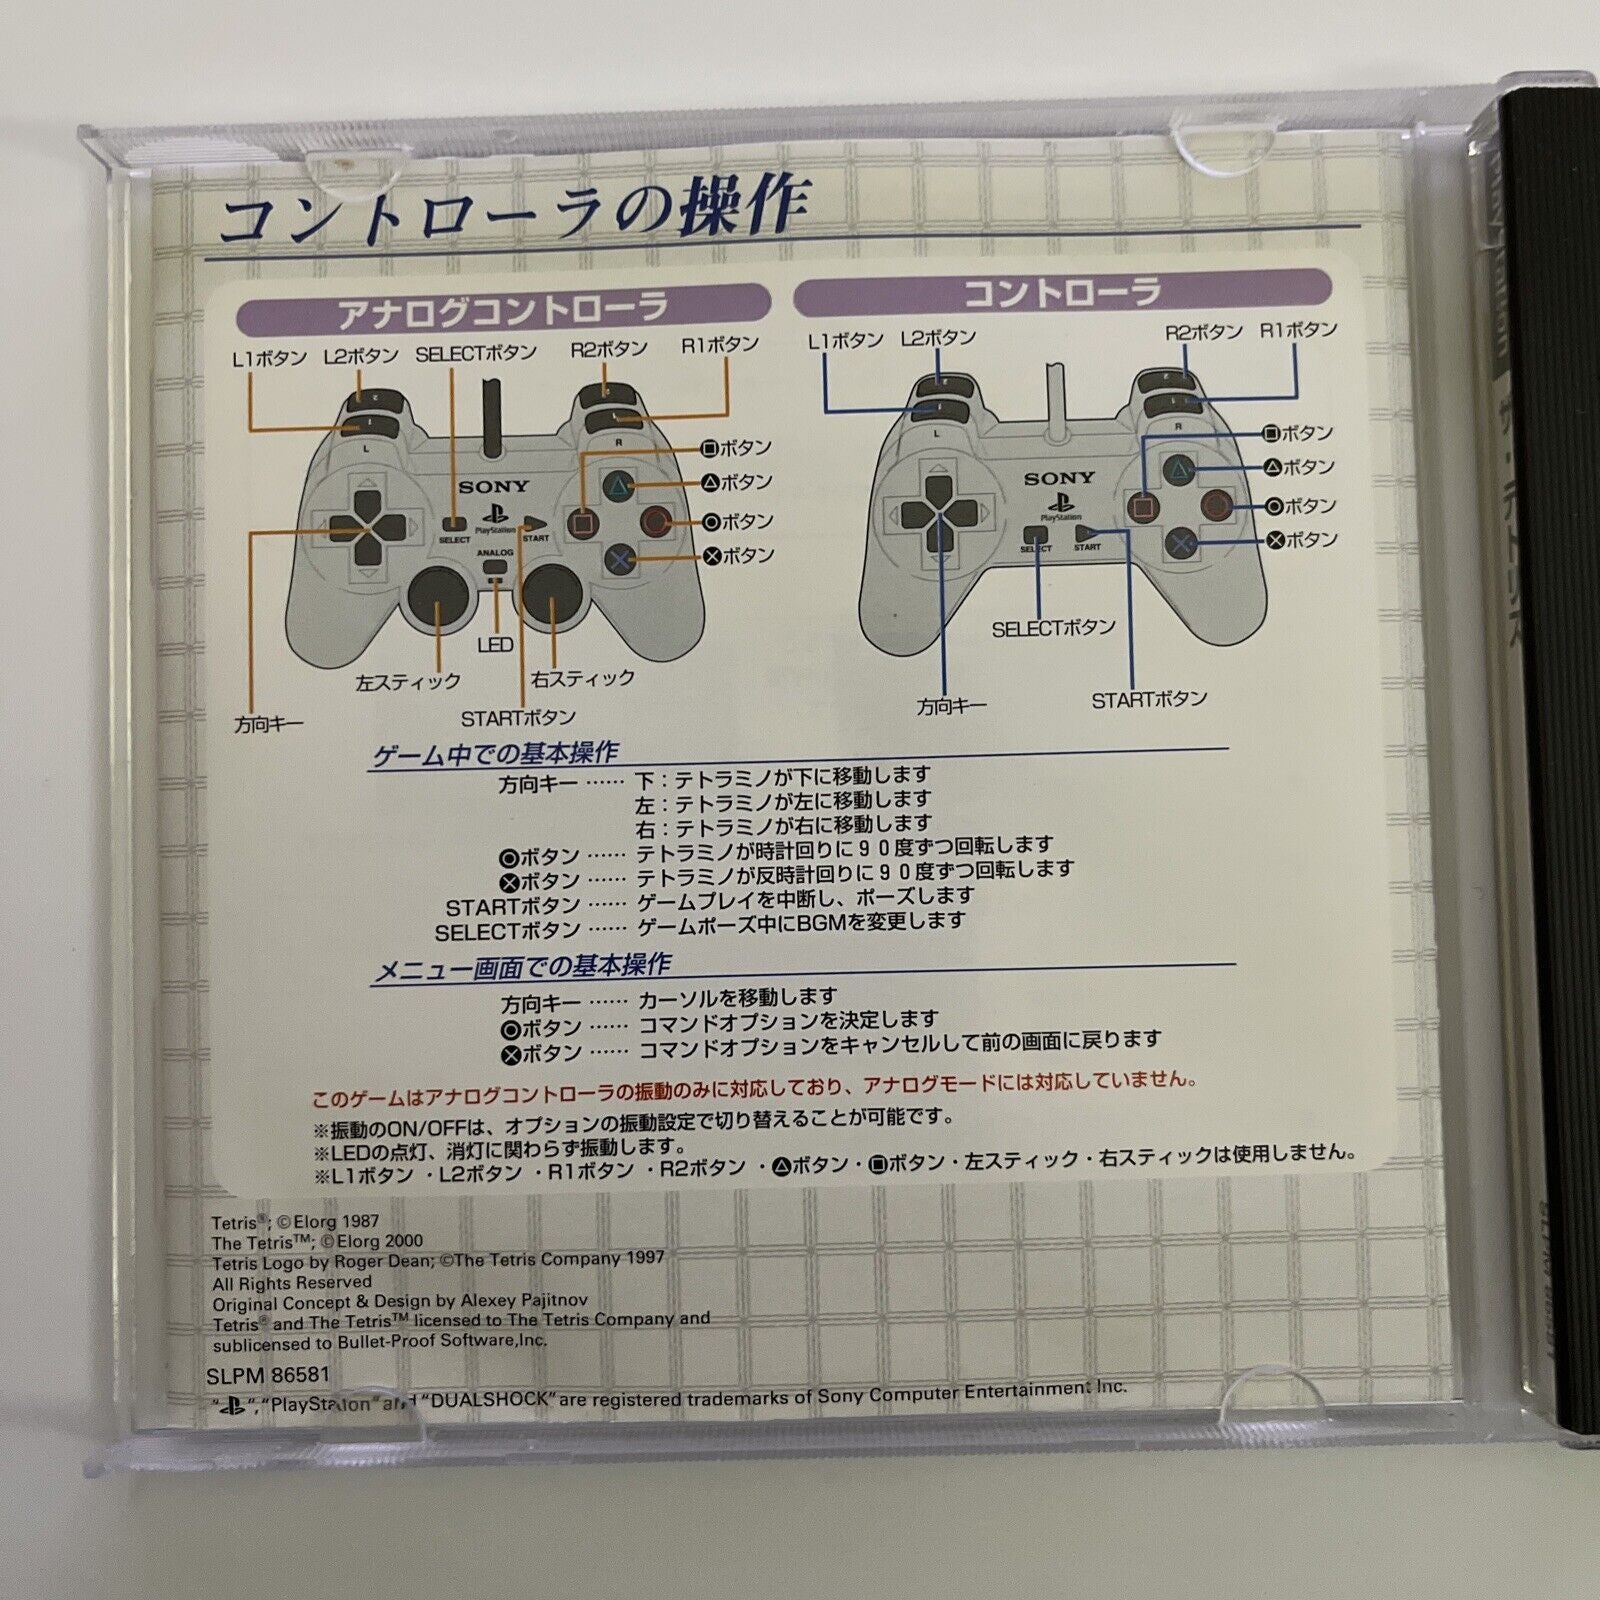 コントローラの操作
アナログコントローラ
L1ボタン L2ボタン SELECTボタン R2ボタン R1ボタン
2 2
1 1
L R
□ボタン
△ボタン
○ボタン
×ボタン
SONY
PlayStation
SELECT START
ANALOG
LED
左スティック 右スティック
方向キー STARTボタン
コントローラ
L1ボタン L2ボタン R2ボタン R1ボタン
2 2
1 1
L R
□ボタン
△ボタン
○ボタン
×ボタン
SONY
PlayStation
SELECT START
SELECTボタン
方向キー STARTボタン
ゲーム中での基本操作
方向キー …… 下：テトラミノが下に移動します
左：テトラミノが左に移動します
右：テトラミノが右に移動します
○ボタン …… テトラミノが時計回りに90度ずつ回転します
×ボタン …… テトラミノが反時計回りに90度ずつ回転します
STARTボタン …… ゲームプレイを中断し、ポーズします
SELECTボタン …… ゲームポーズ中にBGMを変更します
メニュー画面での基本操作
方向キー …… カーソルを移動します
○ボタン …… コマンドオプションを決定します
×ボタン …… コマンドオプションをキャンセルして前の画面に戻ります
このゲームはアナログコントローラの振動のみに対応しており、アナログモードには対応していません。
※振動のON/OFFは、オプションの振動設定で切り替えることが可能です。
※LEDの点灯、消灯に関わらず振動します。
※L1ボタン・L2ボタン・R1ボタン・R2ボタン・△ボタン・□ボタン・左スティック・右スティックは使用しません。
Tetris®; ©Elorg 1987
The Tetris™; ©Elorg 2000
Tetris Logo by Roger Dean; ©The Tetris Company 1997
All Rights Reserved
Original Concept & Design by Alexey Pajitnov
Tetris® and The Tetris™ licensed to The Tetris Company and
sublicensed to Bullet-Proof Software,Inc.
SLPM 86581
“ ”,“PlayStation” and “DUALSHOCK” are registered trademarks of Sony Computer Entertainment Inc.